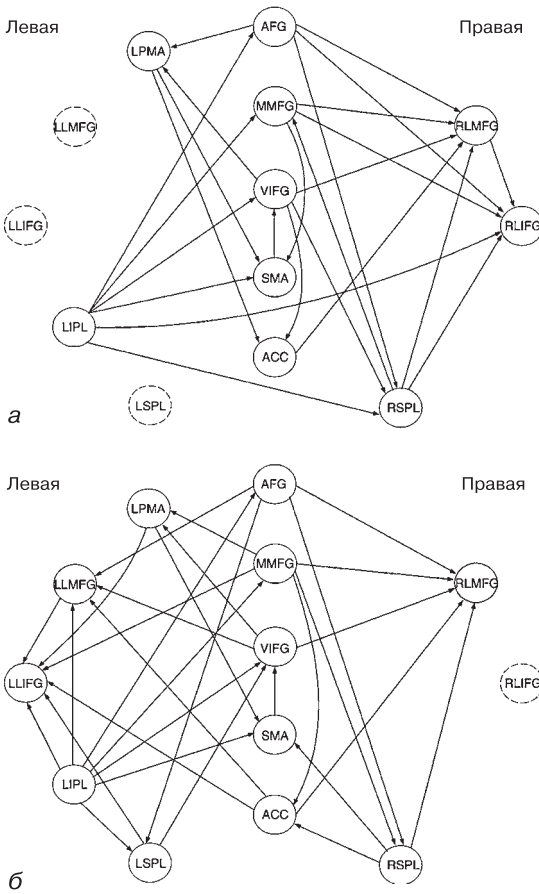 Левая
Правая
AFG
LPMA
MMFG
LLMFG
RLMFG
VIFG
LLIFG
RLIFG
SMA
LIPL
ACC
LSPL
RSPL
а
Левая
Правая
AFG
LPMA
MMFG
LLMFG
RLMFG
VIFG
LLIFG
RLIFG
SMA
LIPL
ACC
LSPL
RSPL
б